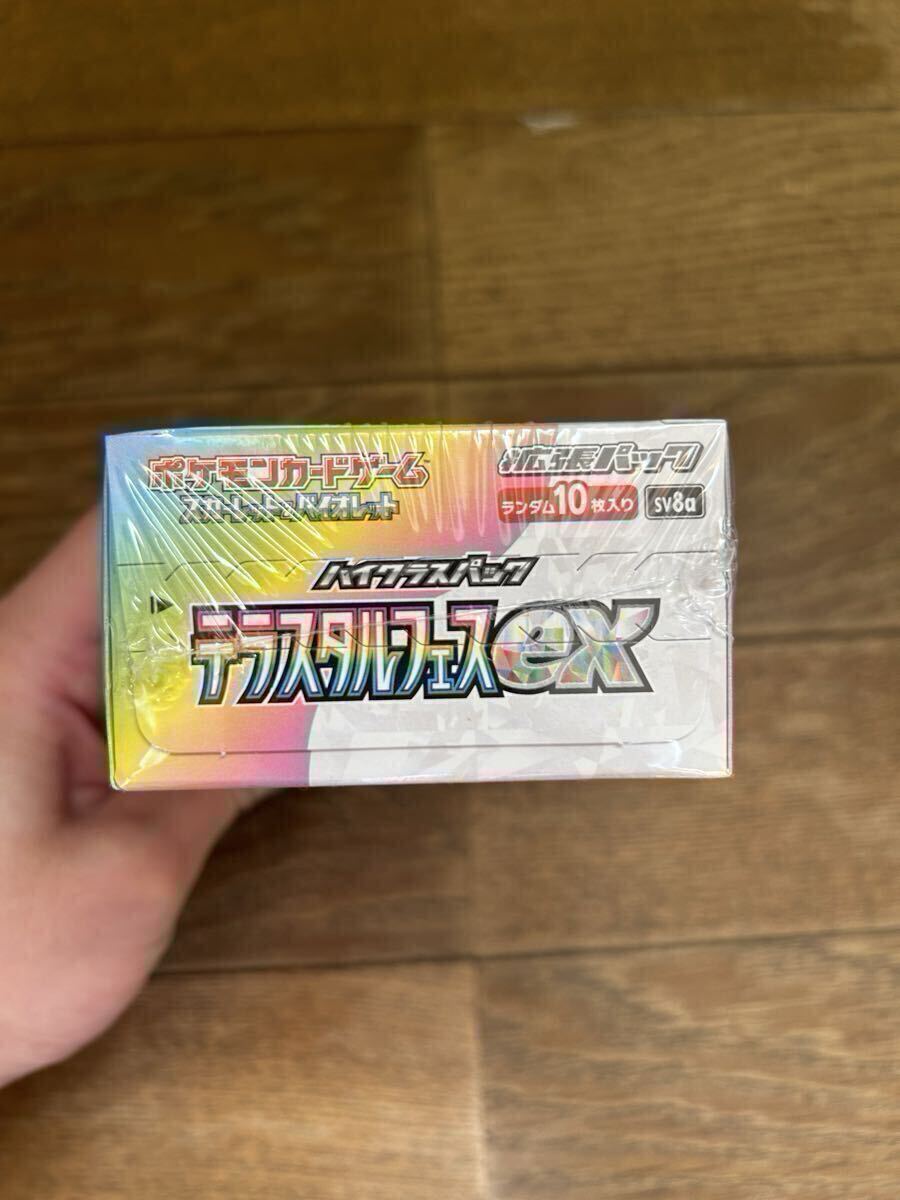 ポケモンカードゲーム
スカーレット&バイオレット
拡張パック
ランダム10枚入り
SV8a
ハイクラスパック
テラスタルフェスex